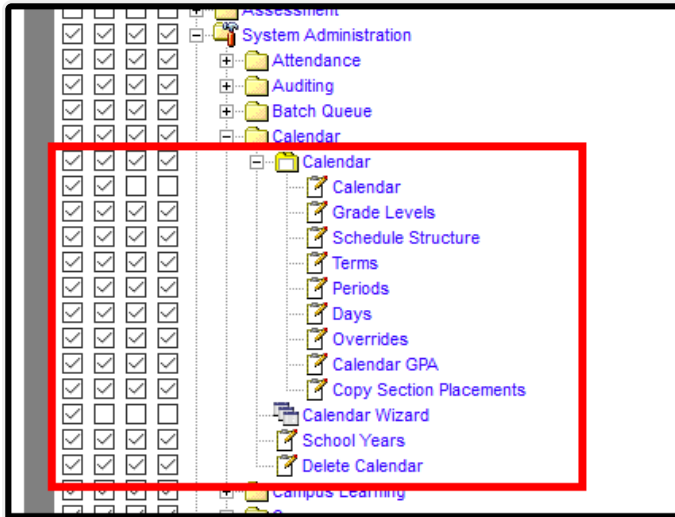 Assessment
System Administration
Attendance
Auditing
Batch Queue
Calendar
Calendar
Calendar
Grade Levels
Schedule Structure
Terms
Periods
Days
Overrides
Calendar GPA
Copy Section Placements
Calendar Wizard
School Years
Delete Calendar
Campus Learning